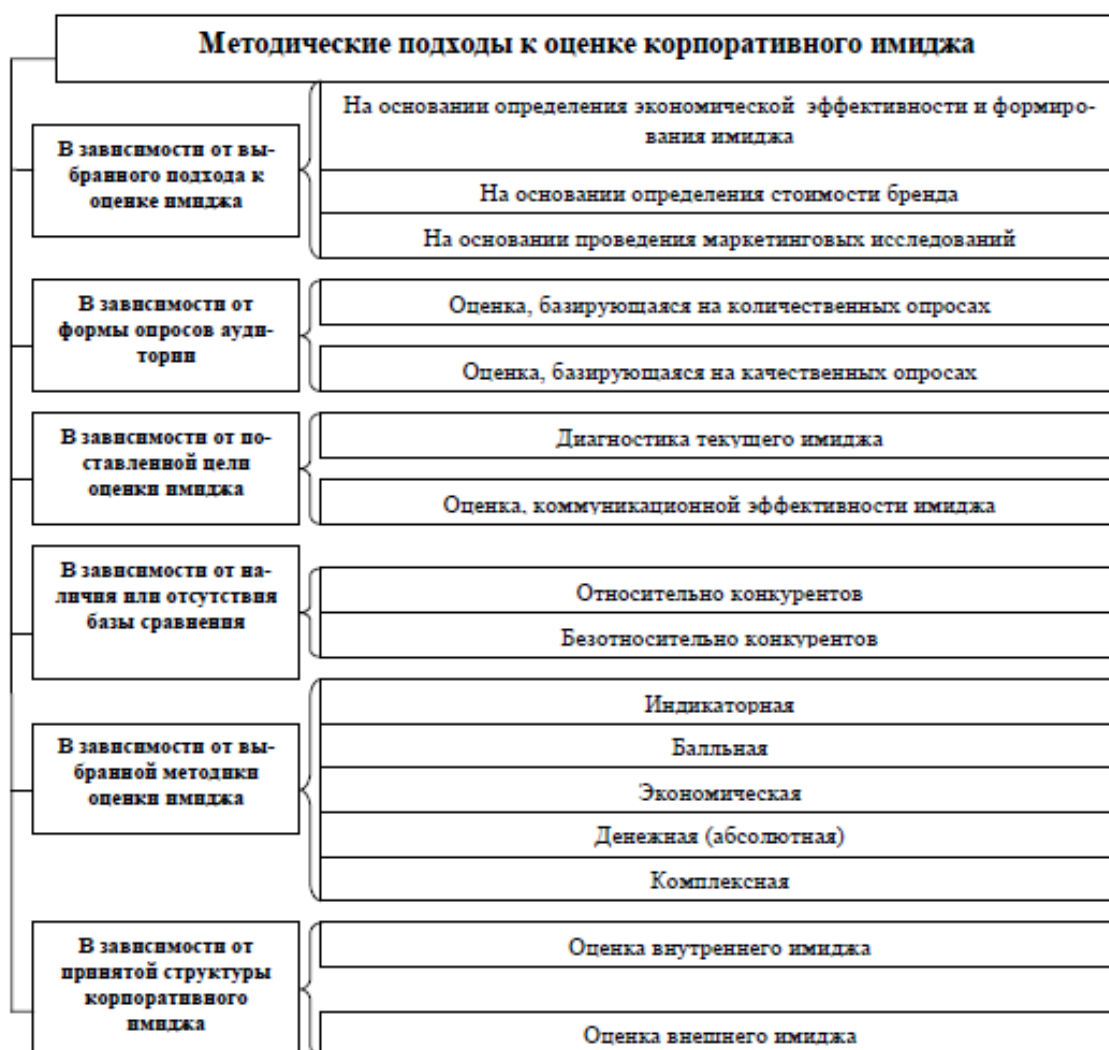 Методические подходы к оценке корпоративного имиджа
В зависимости от вы-
бранного подхода к
оценке имиджа
На основании определения экономической эффективности и формиро-
вания имиджа
На основании определения стоимости бренда
На основании проведения маркетинговых исследований
В зависимости от
формы опросов ауди-
тории
Оценка, базирующаяся на количественных опросах
Оценка, базирующаяся на качественных опросах
В зависимости от по-
ставленной цели
оценки имиджа
Диагностика текущего имиджа
Оценка, коммуникационной эффективности имиджа
В зависимости от на-
личия или отсутствия
базы сравнения
Относительно конкурентов
Безотносительно конкурентов
В зависимости от вы-
бранной методики
оценки имиджа
Индикаторная
Балльная
Экономическая
Денежная (абсолютная)
Комплексная
В зависимости от
принятой структуры
корпоративного
имиджа
Оценка внутреннего имиджа
Оценка внешнего имиджа